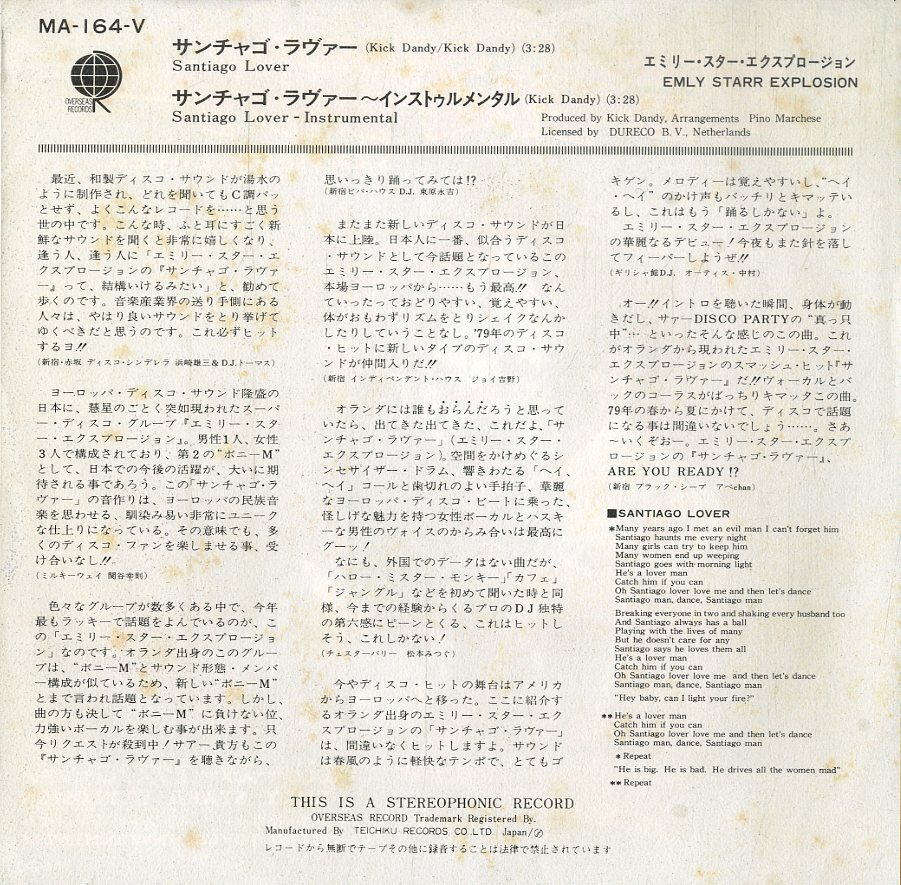 MA-164-V
OVERSEAS
RECORDS
サンチャゴ・ラヴァー (Kick Dandy/Kick Dandy) (3:28)
Santiago Lover
サンチャゴ・ラヴァー〜インストゥルメンタル (Kick Dandy) (3:28)
Santiago Lover - Instrumental
エミリー・スター・エクスプロージョン
EMLY STARR EXPLOSION
Produced by Kick Dandy, Arrangements Pino Marchese
Licensed by DURECO B.V., Netherlands
最近、和製ディスコ・サウンドが湯水の
ように制作され、どれを聞いてもC調パッ
とせず、よくこんなレコードを……と思う
世の中です。こんな時、ふと耳にすごく新
鮮なサウンドを聞くと非常に嬉しくなり、
逢う人、逢う人に「エミリー・スター・エ
クスプロージョンの『サンチャゴ・ラヴァ
ー』って、結構いけるみたい」と、勧めて
歩くのです。音楽産業界の送り手側にある
人々は、やはり良いサウンドをとり挙げて
ゆくべきだと思うのです。これ必ずヒット
するヨ!!
(新宿・赤坂 ディスコ・シンデレラ 浜崎雄三&D.J.トーマス)
ヨーロッパ・ディスコ・サウンド隆盛の
日本に、彗星のごとく突如現われたスーパ
ー・ディスコ・グループ『エミリー・スタ
ー・エクスプロージョン』。男性1人、女性
3人で構成されており、第2の“ボニーM”
として、日本での今後の活躍が、大いに期
待される事であろう。この「サンチャゴ・ラ
ヴァー」の音作りは、ヨーロッパの民族音
楽を思わせる、馴染み易い非常にユニーク
な仕上りになっている。その意味でも、多
くのディスコ・ファンを楽しませる事、受
け合いなし!!。
(ミルキーウェイ 関谷幸則)
色々なグループが数多くある中で、今年
最もラッキーで話題をよんでいるのが、こ
の「エミリー・スター・エクスプロージョ
ン」なのです。オランダ出身のこのグルー
プは、“ボニーM”とサウンド形態・メンバ
ー構成が似ているため、新しい“ボニーM”
とまで言われ話題となっています。しかし、
曲の方も決して“ボニーM”に負けない位、
力強いボーカルを楽しむ事が出来ます。只
今リクエストが殺到中!サアー、貴方もこの
『サンチャゴ・ラヴァー』を聴きながら、
思いっきり踊ってみては!?
(新宿ビバ・ハウスD.J. 東原永吉)
またまた新しいディスコ・サウンドが日
本に上陸。日本人に一番、似合うディスコ
・サウンドとして今話題となっているこの
エミリー・スター・エクスプロージョン、
本場ヨーロッパから……もう最高!! なん
ていったっておどりやすい、覚えやすい、
体がおもわずリズムをとりシェイクなんか
したりしていうことなし。'79年のディスコ
・ヒットに新しいタイプのディスコ・サウ
ンドが仲間入りだ!!
(新宿 インディペンデント・ハウス ジョイ吉野)
オランダには誰もおらんだろうと思って
いたら、出てきた出てきた、これだよ、「サ
ンチャゴ・ラヴァー」(エミリー・スター・
エクスプロージョン)。空間をかけめぐるシ
ンセサイザー・ドラム、響きわたる「ヘイ、
ヘイ」コールと歯切れのよい手拍子、華麗
なヨーロッパ・ディスコ・ビートに乗った、
怪しげな魅力を持つ女性ボーカルとハスキ
ーな男性のヴォイスのからみ合いは最高に
グーッ!
なにも、外国でのデータはない曲だが、
「ハロー・ミスター・モンキー」「カフェ」
「ジャングル」などを初めて聞いた時と同
様、今までの経験からくるプロのDJ独特
の第六感にピーンとくる、これはヒットし
そう、これしかない!
(チェスターバリー 松本みつぐ)
今やディスコ・ヒットの舞台はアメリカ
からヨーロッパへと移った。ここに紹介す
るオランダ出身のエミリー・スター・エク
スプロージョンの「サンチャゴ・ラヴァー」
は、間違いなくヒットしますよ。サウンド
は春風のように軽快なテンポで、とてもゴ
キゲン。メロディーは覚えやすいし、“ヘイ
・ヘイ”のかけ声もバッチリとキマッテい
るし、これはもう「踊るしかない」よ。
エミリー・スター・エクスプロージョン
の華麗なるデビュー!今夜もまた針を落し
てフィーバーしようぜ!!
(ギリシャ館D.J. オーティス・中村)
オー!!イントロを聴いた瞬間、身体が動
きだし、サァーDISCO PARTYの“真っ只
中”…といったそんな感じのこの曲。これ
がオランダから現われたエミリー・スター・
エクスプロージョンのスマッシュ・ヒット『サ
ンチャゴ・ラヴァー』だ!!ヴォーカルとバ
ックのコーラスがばっちりキマッタこの曲。
79年の春から夏にかけて、ディスコで話題
になる事は間違いないでしょう……。さあ
〜いくぞおー。エミリー・スター・エクスプ
ロージョンの『サンチャゴ・ラヴァー』、
ARE YOU READY!?
(新宿 ブラック・シープ アベchan)
■SANTIAGO LOVER
*Many years ago I met an evil man I can't forget him
Santiago haunts me every night
Many girls can try to keep him
Many women end up weeping
Santiago goes with morning light
He's a lover man
Catch him if you can
Oh Santiago lover love me and then let's dance
Santiago man, dance, Santiago man
Breaking everyone in two and shaking every husband too
And Santiago always has a ball
Playing with the lives of many
But he doesn't care for any
Santiago says he loves them all
He's a lover man
Catch him if you can
Oh Santiago lover love me and then let's dance
Santiago man, dance, Santiago man
"Hey baby, can I light your fire?"
**He's a lover man
Catch him if you can
Oh Santiago lover love me and then let's dance
Santiago man, dance, Santiago man
* Repeat
"He is big. He is bad. He drives all the women mad"
** Repeat
THIS IS A STEREOPHONIC RECORD
OVERSEAS RECORD Trademark Registered By.
Manufactured By TEICHIKU RECORDS CO.LTD. Japan/Ⓟ
レコードから無断でテープその他に録音することは法律で禁止されています